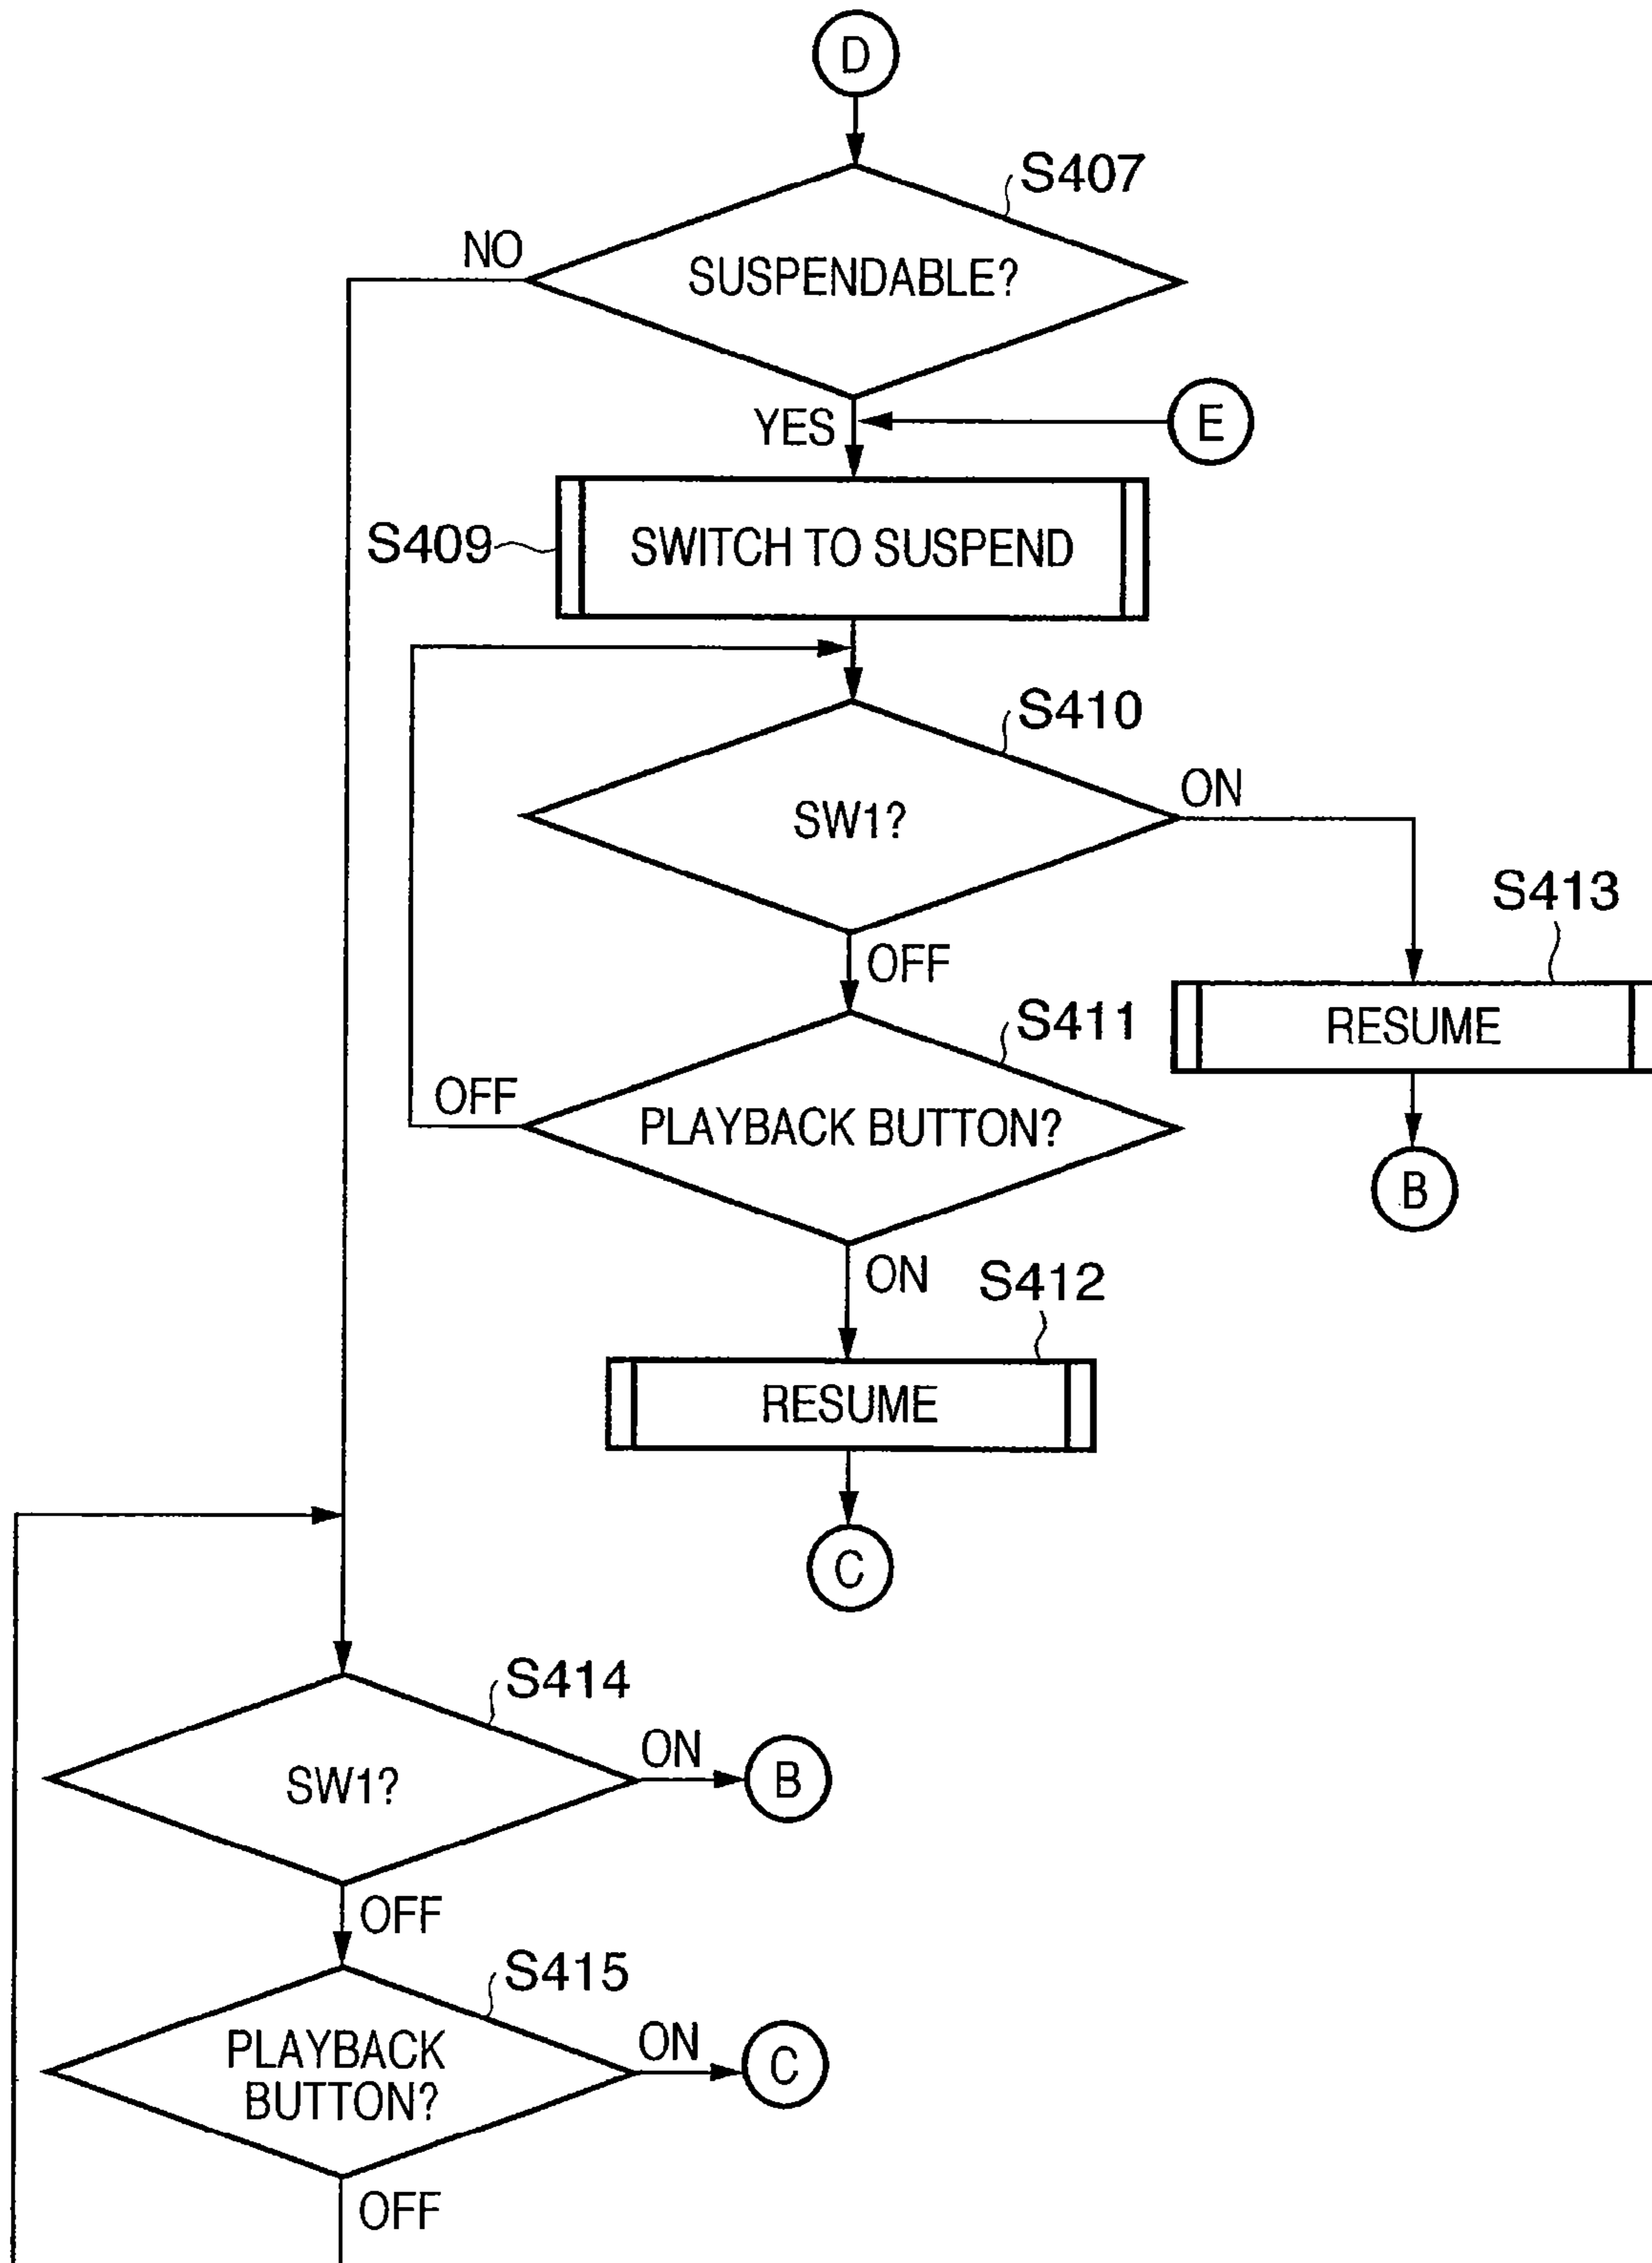 D
S407
NO
SUSPENDABLE?
YES
E
S409
SWITCH TO SUSPEND
S410
SW1?
ON
S413
OFF
RESUME
S411
OFF
PLAYBACK BUTTON?
B
ON
S412
RESUME
C
S414
SW1?
ON
B
OFF
S415
PLAYBACK
BUTTON?
ON
C
OFF